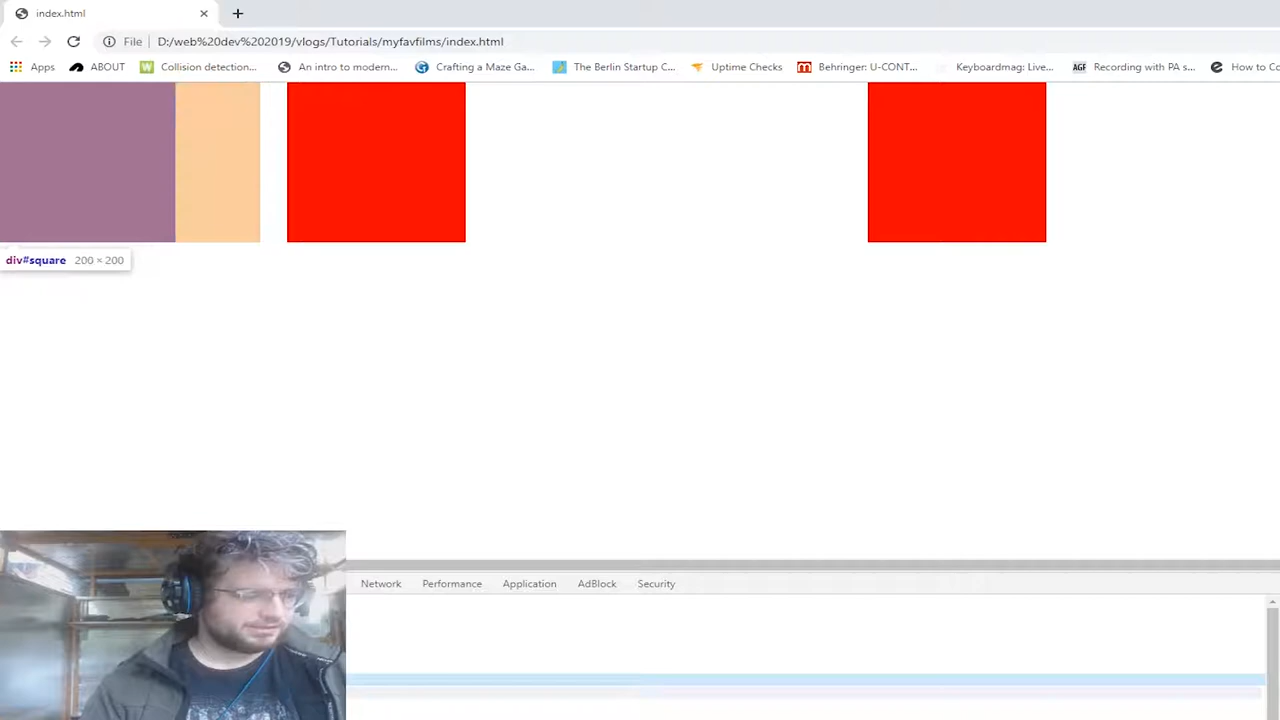 index.html
File D:/web%20dev%202019/vlogs/Tutorials/myfavfilms/index.html
Apps ABOUT Collision detection... An intro to modern... Crafting a Maze Ga... The Berlin Startup C... Uptime Checks Behringer: U-CONT... Keyboardmag: Live... AGF Recording with PA s... How to Co
div#square 200 × 200
Network Performance Application AdBlock Security